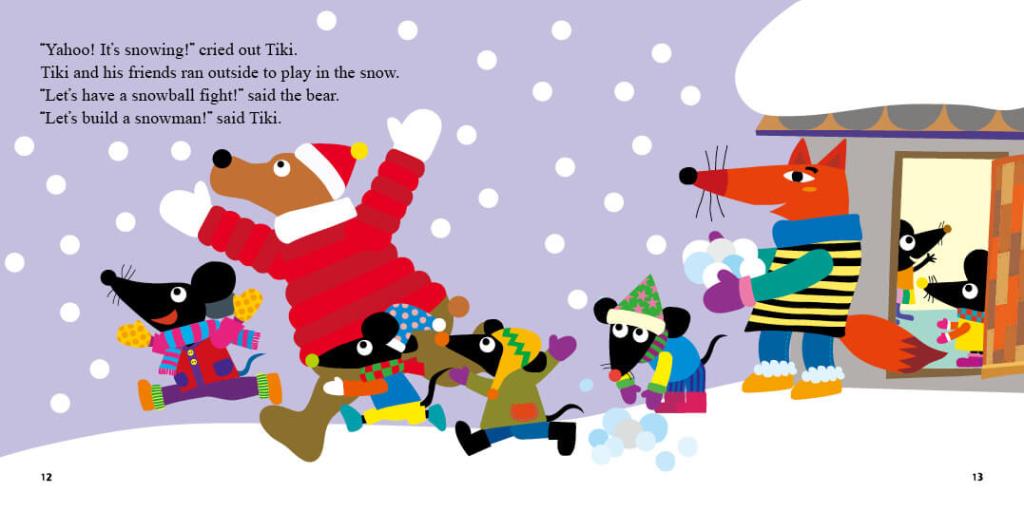 "Yahoo! It's snowing!" cried out Tiki.
Tiki and his friends ran outside to play in the snow.
"Let's have a snowball fight!" said the bear.
"Let's build a snowman!" said Tiki.
12
13